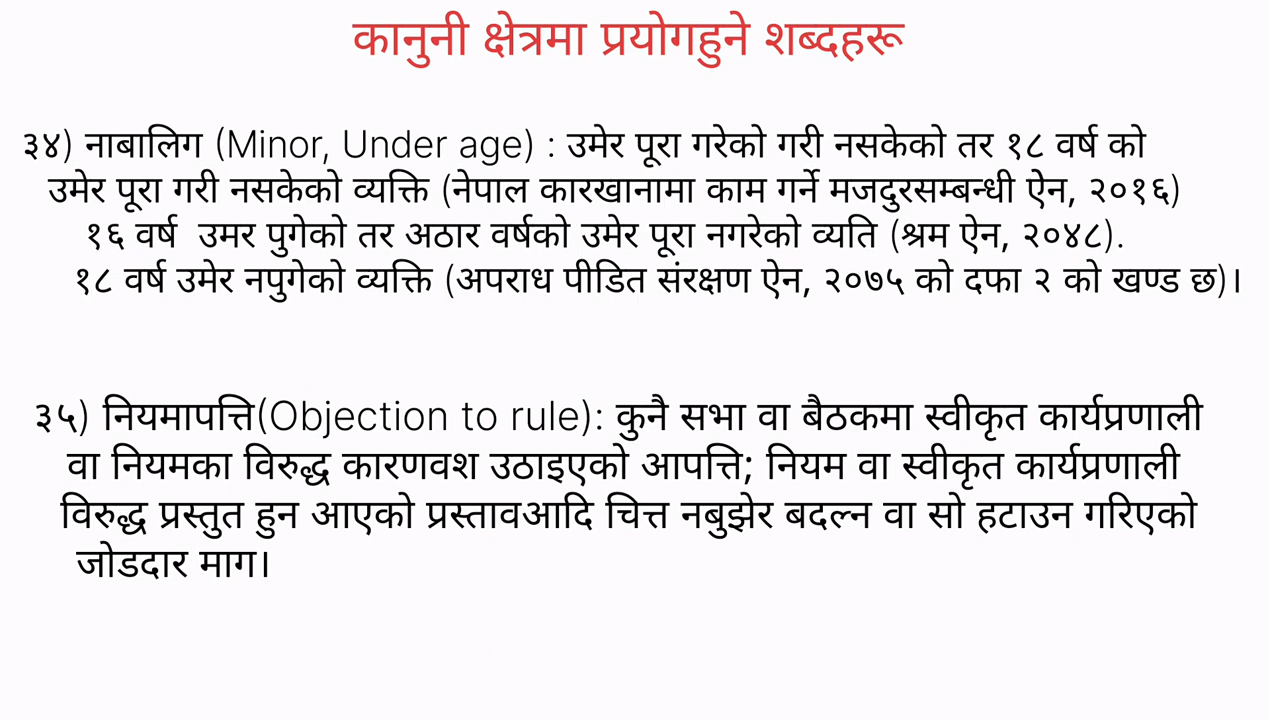 कानुनी क्षेत्रमा प्रयोगहुने शब्दहरू
३४) नाबालिग (Minor, Under age) : उमेर पूरा गरेको गरी नसकेको तर १८ वर्ष को
उमेर पूरा गरी नसकेको व्यक्ति (नेपाल कारखानामा काम गर्ने मजदुरसम्बन्धी ऐेन, २०१६)
१६ वर्ष  उमर पुगेको तर अठार वर्षको उमेर पूरा नगरेको व्यति (श्रम ऐन, २०४८).
१८ वर्ष उमेर नपुगेको व्यक्ति (अपराध पीडित संरक्षण ऐन, २०७५ को दफा २ को खण्ड छ)।
३५) नियमापत्ति(Objection to rule): कुनै सभा वा बैठकमा स्वीकृत कार्यप्रणाली
वा नियमका विरुद्ध कारणवश उठाइएको आपत्ति; नियम वा स्वीकृत कार्यप्रणाली
विरुद्ध प्रस्तुत हुन आएको प्रस्तावआदि चित्त नबुझेर बदल्न वा सो हटाउन गरिएको
जोडदार माग।